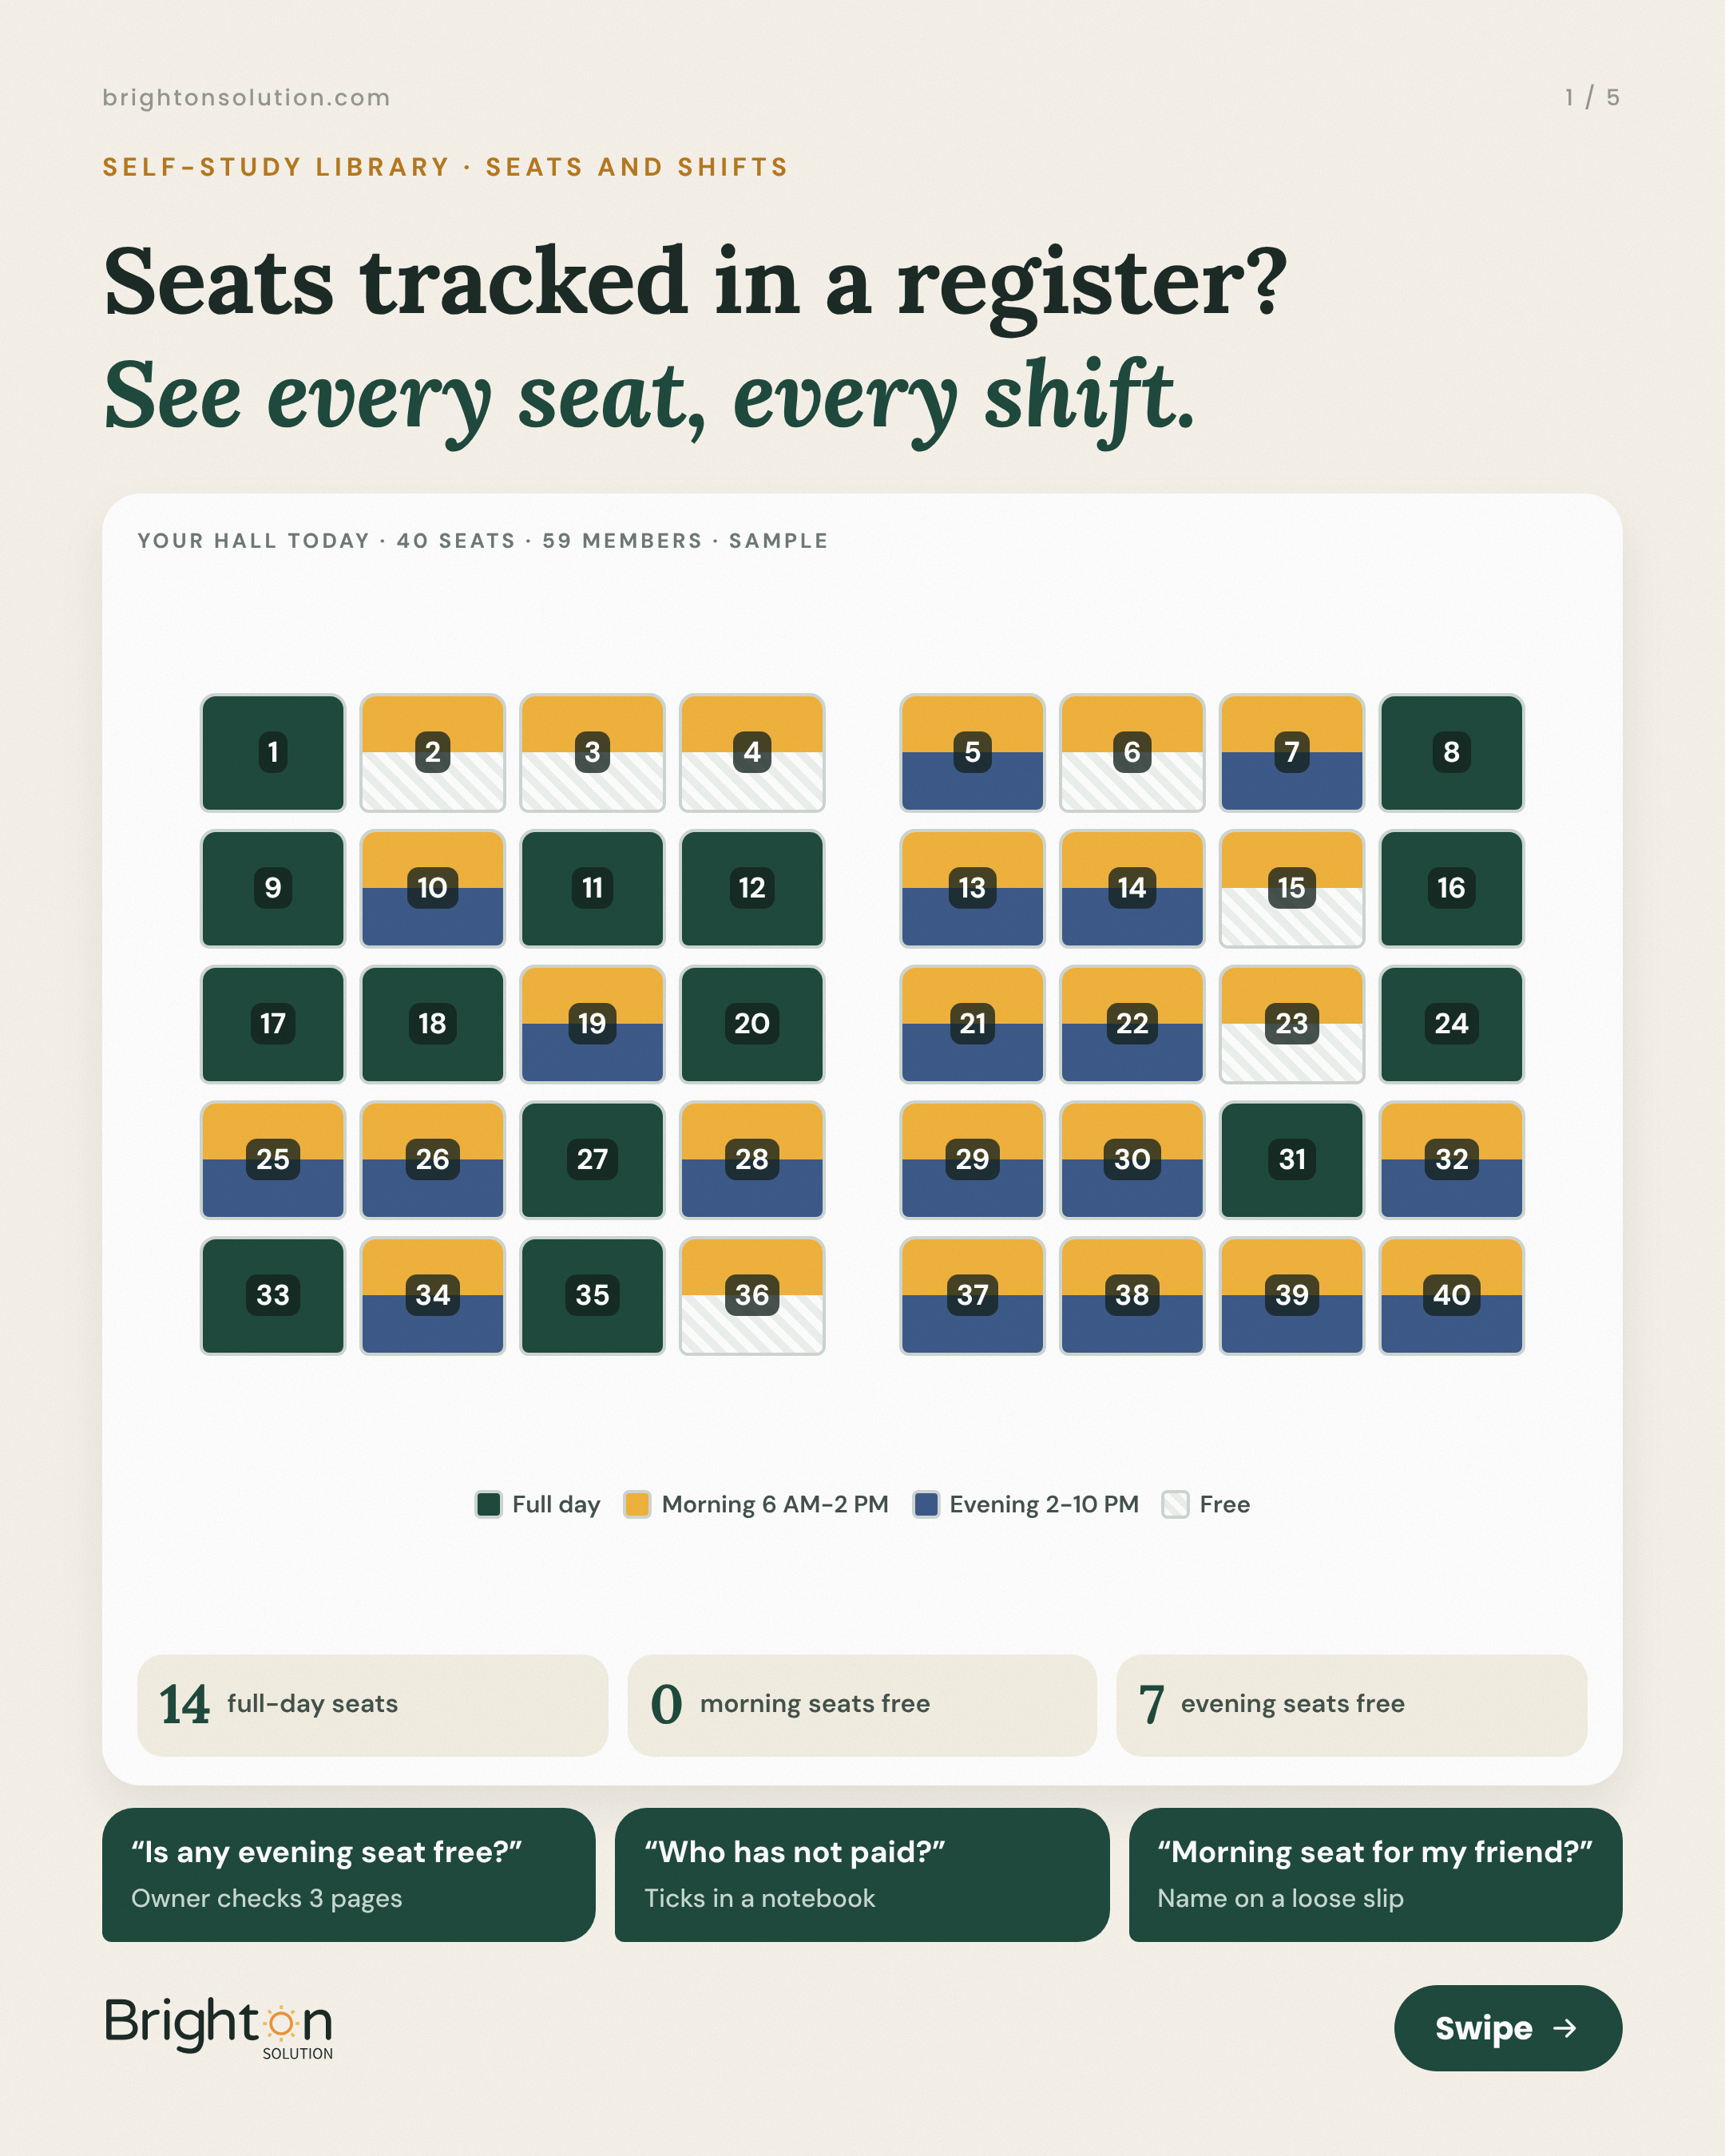 brightonsolution.com
1 / 5
SELF-STUDY LIBRARY · SEATS AND SHIFTS
Seats tracked in a register?
See every seat, every shift.
YOUR HALL TODAY · 40 SEATS · 59 MEMBERS · SAMPLE
1 2 3 4 5 6 7 8
9 10 11 12 13 14 15 16
17 18 19 20 21 22 23 24
25 26 27 28 29 30 31 32
33 34 35 36 37 38 39 40
Full day Morning 6 AM–2 PM Evening 2–10 PM Free
14 full-day seats
0 morning seats free
7 evening seats free
“Is any evening seat free?”
Owner checks 3 pages
“Who has not paid?”
Ticks in a notebook
“Morning seat for my friend?”
Name on a loose slip
Brighton
SOLUTION
Swipe →